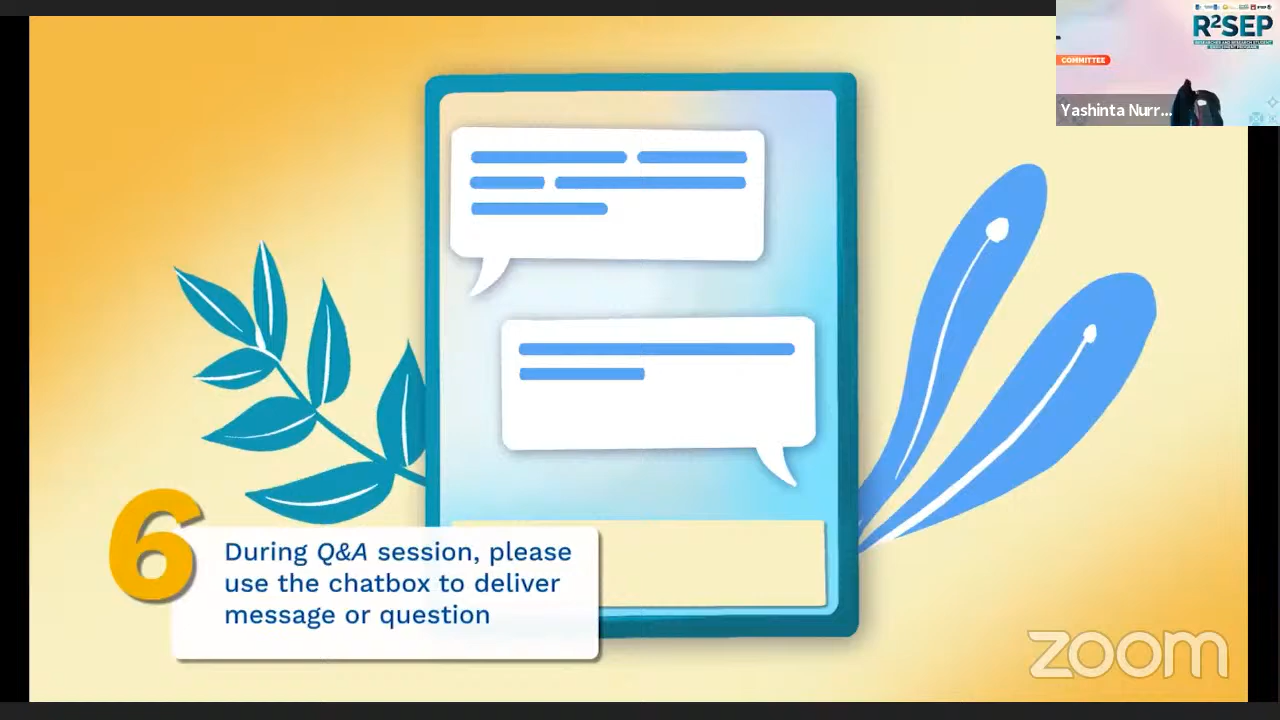 R²SEP
COMMITTEE
Yashinta Nurr...
6
During Q&A session, please
use the chatbox to deliver
message or question
zoom